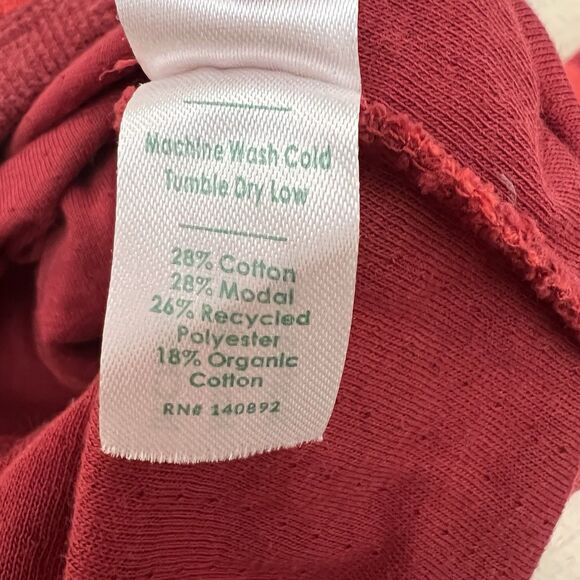 Machine Wash Cold
Tumble Dry Low
28% Cotton
28% Modal
26% Recycled
Polyester
18% Organic
Cotton
RN# 140892